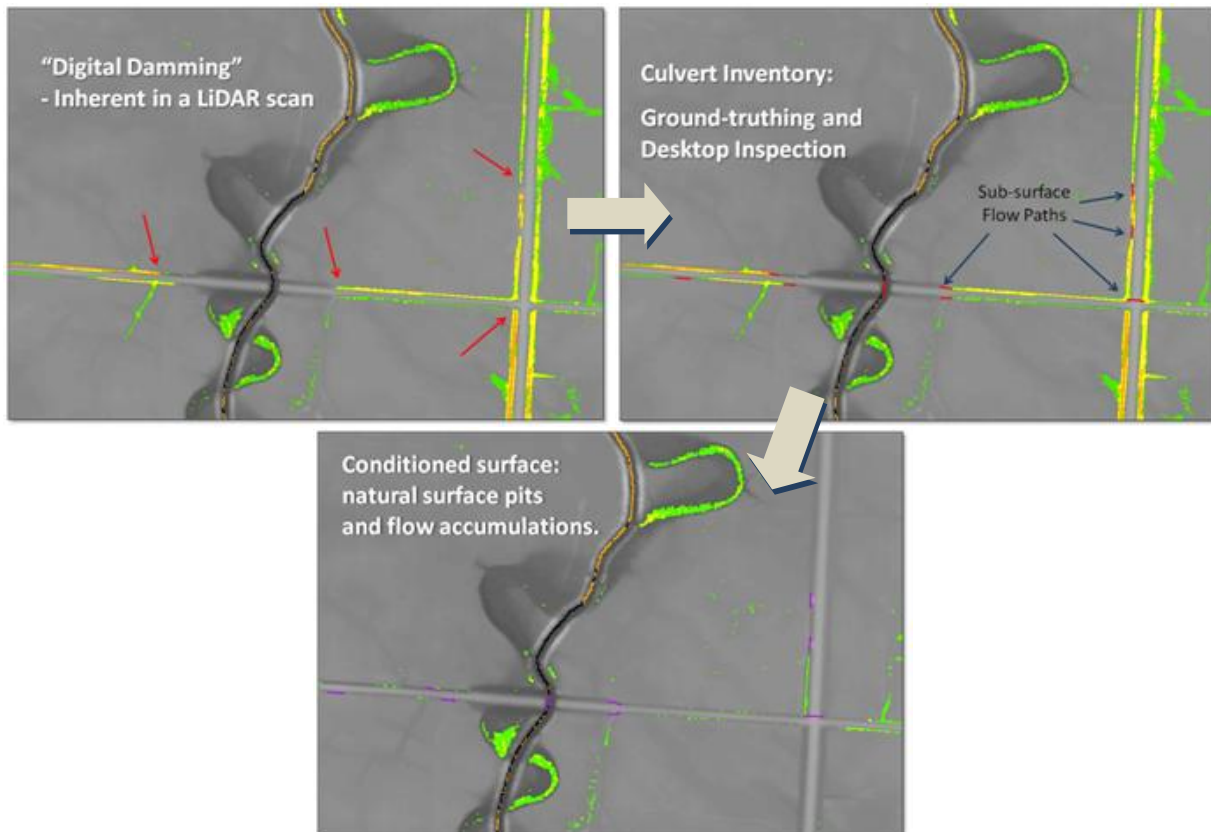 “Digital Damming”
- Inherent in a LiDAR scan
Culvert Inventory:
Ground-truthing and
Desktop Inspection
Sub-surface
Flow Paths
Conditioned surface:
natural surface pits
and flow accumulations.